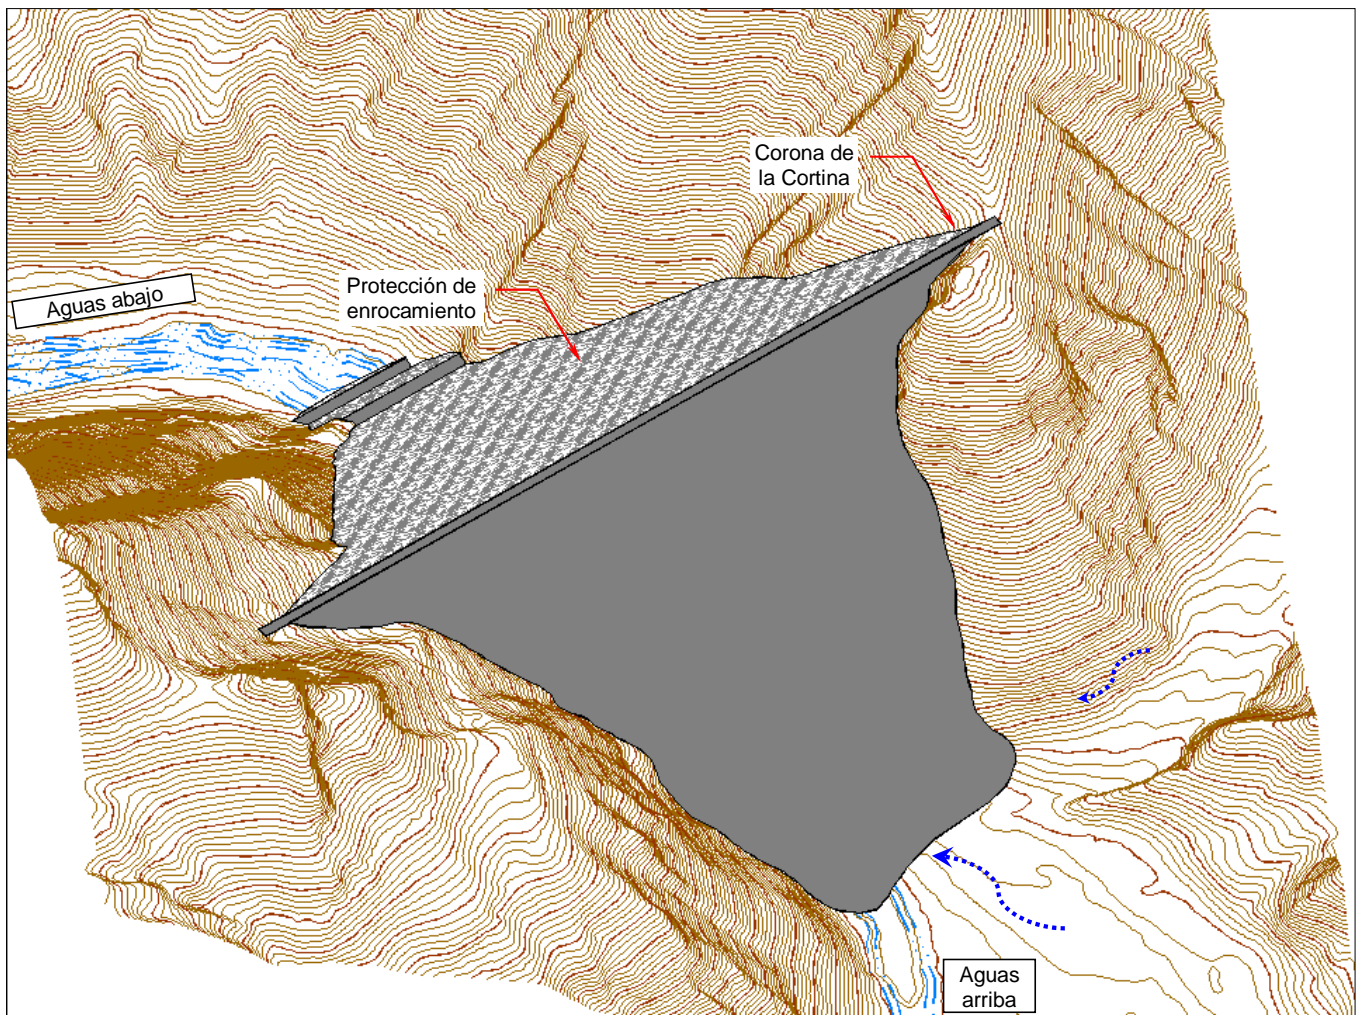 Corona de
la Cortina
Protección de
enrocamiento
Aguas abajo
Aguas
arriba